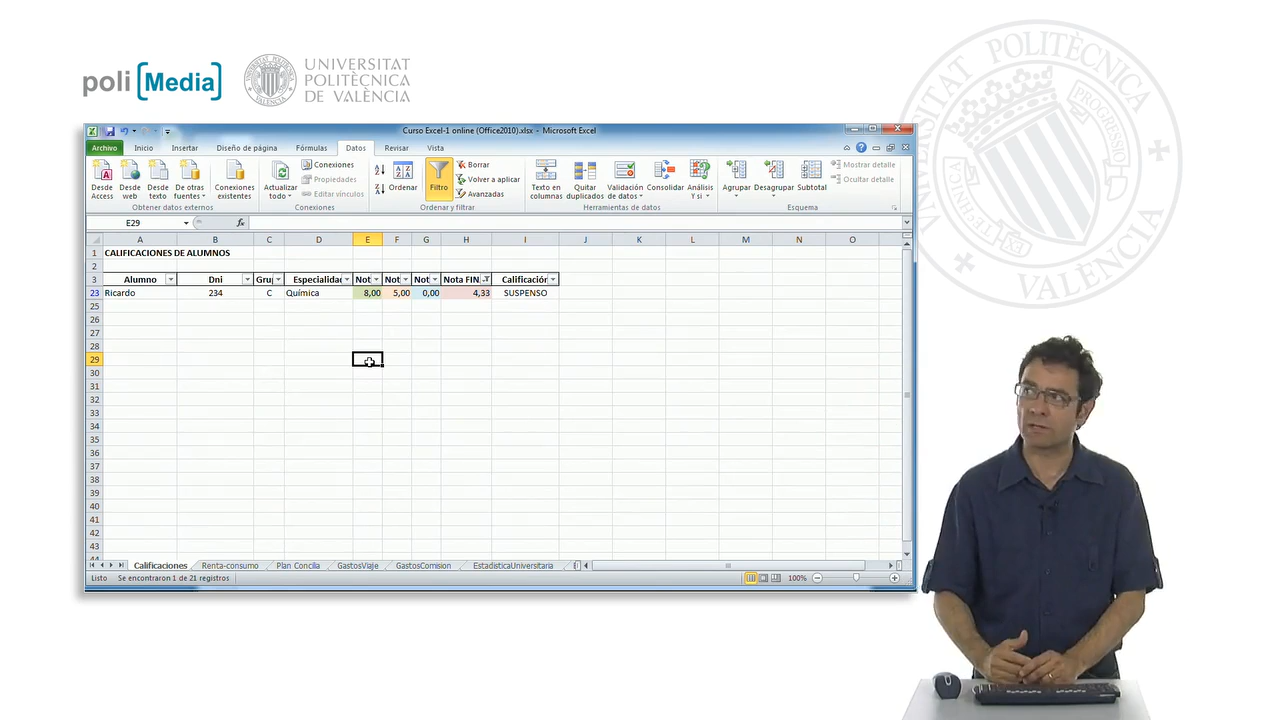 poli [Media]
UNIVERSITAT
POLITÈCNICA
DE VALÈNCIA
UNIVERSITAT POLITÈCNICA DE VALÈNCIA
Curso Excel-1 online (Office2010).xlsx - Microsoft Excel
Archivo Inicio Insertar Diseño de página Fórmulas Datos Revisar Vista
Desde Access
Desde web
Desde texto
De otras fuentes
Conexiones existentes
Obtener datos externos
Actualizar todo
Conexiones
Propiedades
Editar vínculos
Conexiones
Ordenar
Filtro
Borrar
Volver a aplicar
Avanzadas
Ordenar y filtrar
Texto en columnas
Quitar duplicados
Validación de datos
Consolidar
Análisis Y si
Herramientas de datos
Agrupar
Desagrupar
Subtotal
Mostrar detalle
Ocultar detalle
Esquema
E29 fx
A B C D E F G H I J K L M N O
1 CALIFICACIONES DE ALUMNOS
2
3 Alumno Dni Gru Especialida Not Not Not Nota FIN Calificación
23 Ricardo 234 C Química 8,00 5,00 0,00 4,33 SUSPENSO
25
26
27
28
29
30
31
32
33
34
35
36
37
38
39
40
41
42
43
44
Calificaciones Renta-consumo Plan Concilia GastosViaje GastosComision EstadisticaUniversitaria
Listo Se encontraron 1 de 21 registros 100%